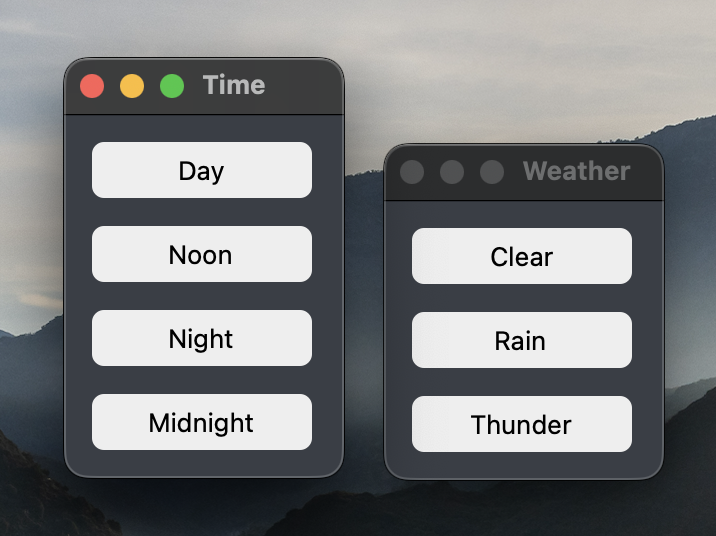 Time
Day
Noon
Night
Midnight
Weather
Clear
Rain
Thunder